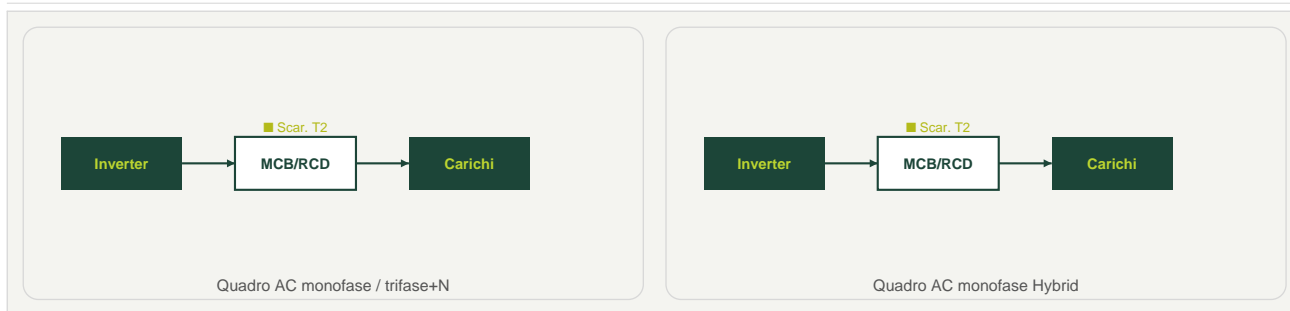 ■ Scar. T2
Inverter
MCB/RCD
Carichi
Quadro AC monofase / trifase+N
■ Scar. T2
Inverter
MCB/RCD
Carichi
Quadro AC monofase Hybrid